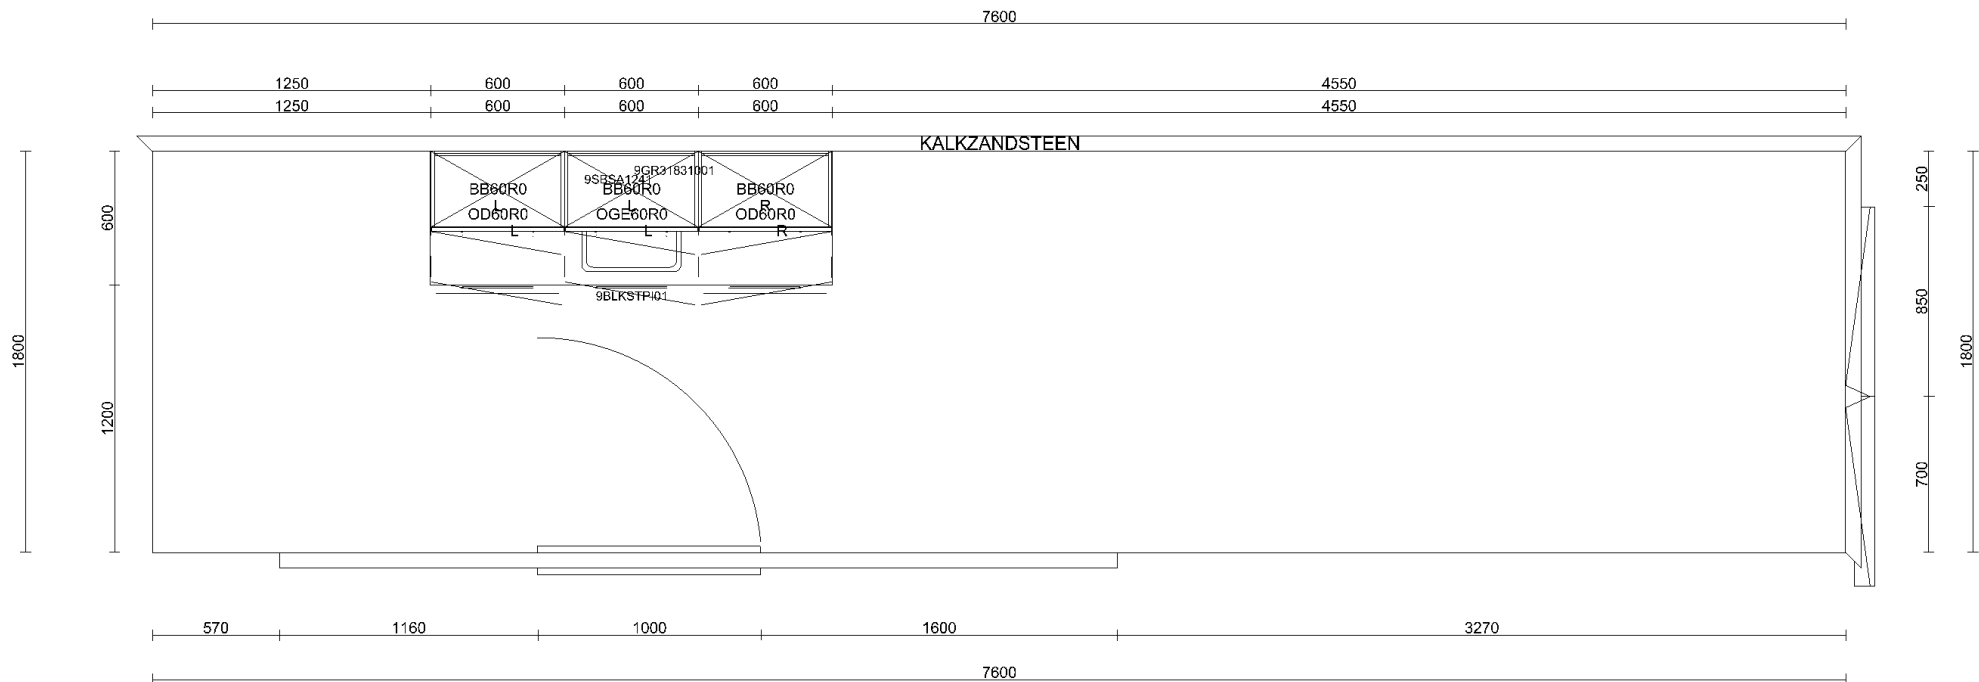 7600
1250 600 600 600 4550
1250 600 600 600 4550
KALKZANDSTEEN
9GR31831001
9SBSA1241
BB60R0 BB60R0 BB60R0
L L R
OD60R0 OGE60R0 OD60R0
L L R
9BLKSTPI01
1800
600
1200
250
850
700
1800
570 1160 1000 1600 3270
7600